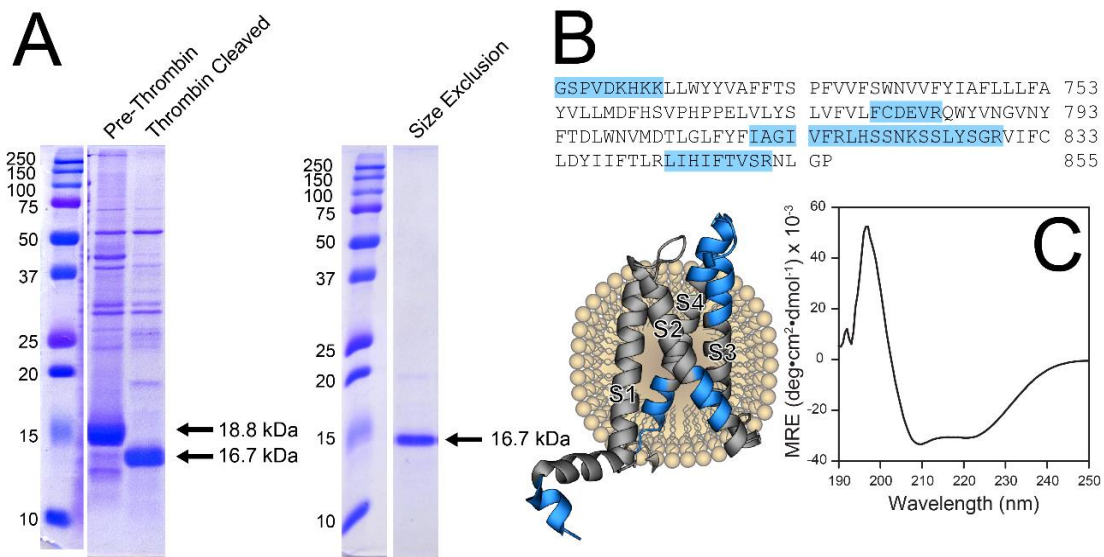 A
Pre-Thrombin
Thrombin Cleaved
250
150
100
75
50
37
25
20
15
10
18.8 kDa
16.7 kDa
Size Exclusion
250
150
100
75
50
37
25
20
15
10
16.7 kDa
B
GSPVDKHKKLLWYYVAFFTS PFVVFSWNVVFYIAFLLLFA 753
YVLLMDFHSVPHPPELVLYS LVFVLFCDEVRQWYVNGVNY 793
FTDLWNVMDTLGLFYFIAGI VFRLHSSNKSSLYSGRVIFC 833
LDYIIFTLRLIHIFTVSRNL GP 855
S4
S2
S3
S1
C
MRE (deg•cm²•dmol⁻¹) x 10⁻³
60
40
20
0
-20
-40
190 200 210 220 230 240 250
Wavelength (nm)